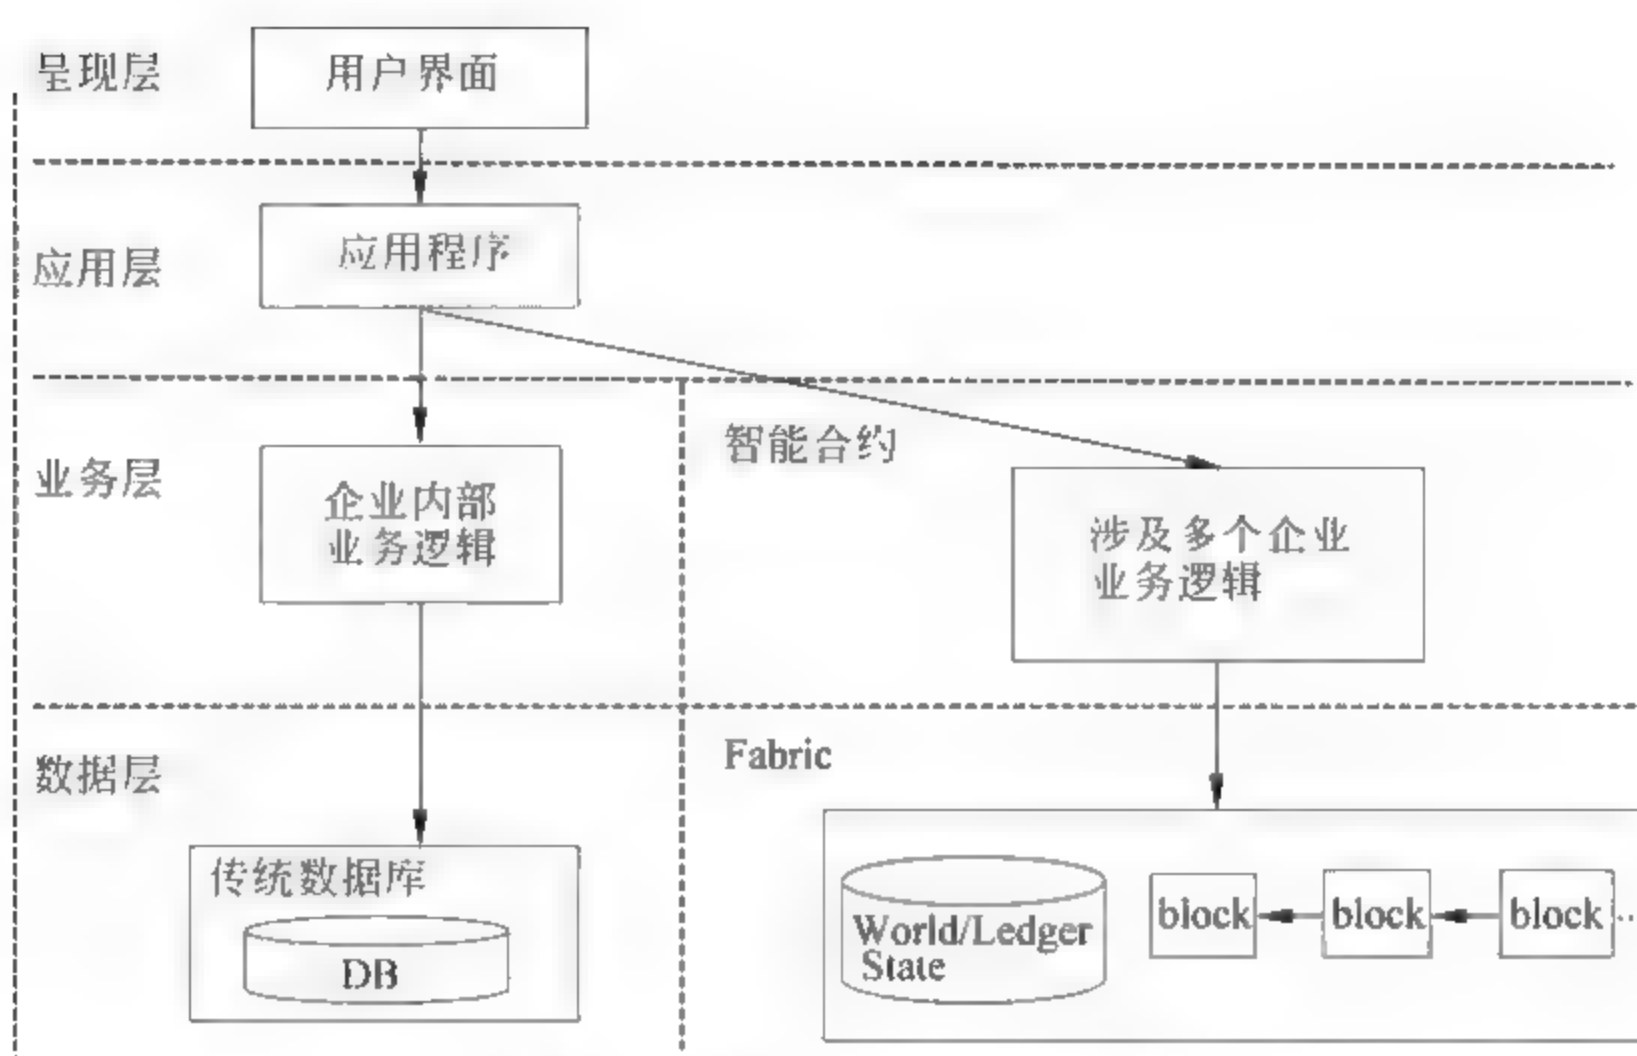 呈现层
用户界面
应用层
应用程序
业务层
企业内部
业务逻辑
智能合约
涉及多个企业
业务逻辑
数据层
传统数据库
DB
Fabric
World/Ledger
State
block
block
block
...